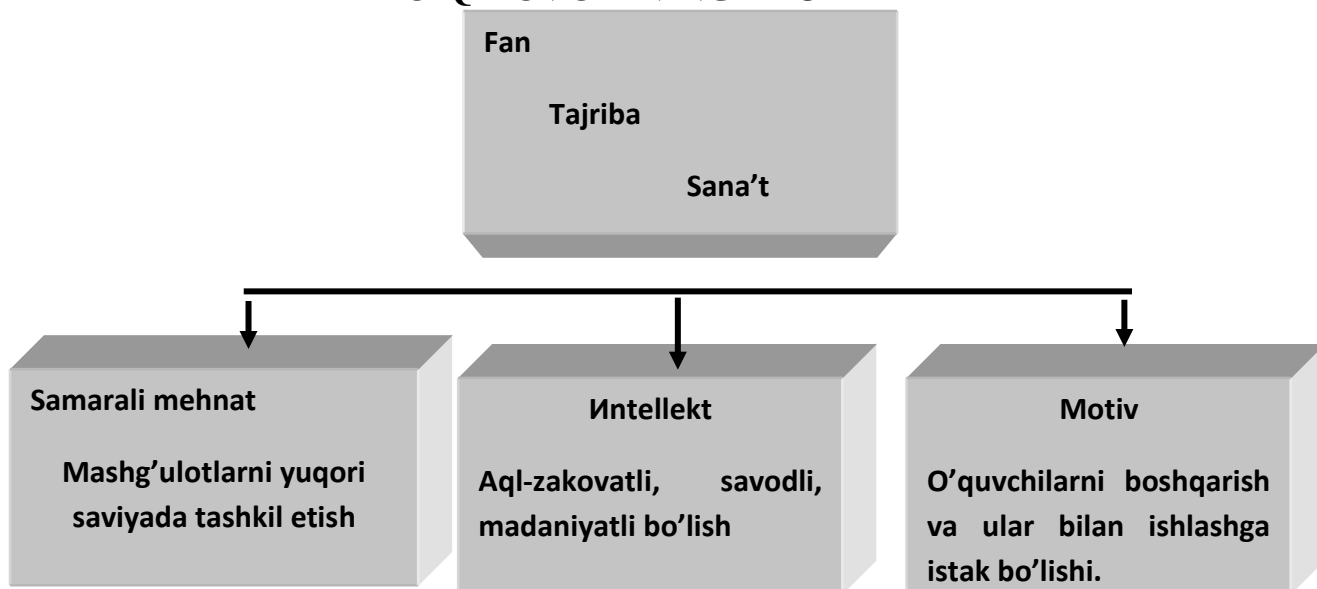 Fan
Tajriba
Sana’t
Samarali mehnat
Mashg’ulotlarni yuqori
saviyada tashkil etish
Иntellekt
Aql-zakovatli, savodli,
madaniyatli bo’lish
Motiv
O’quvchilarni boshqarish
va ular bilan ishlashga
istak bo’lishi.